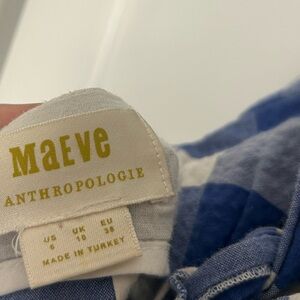 MaEvE
ANTHROPOLOGIE
US UK EU
6 10 38
MADE IN TURKEY